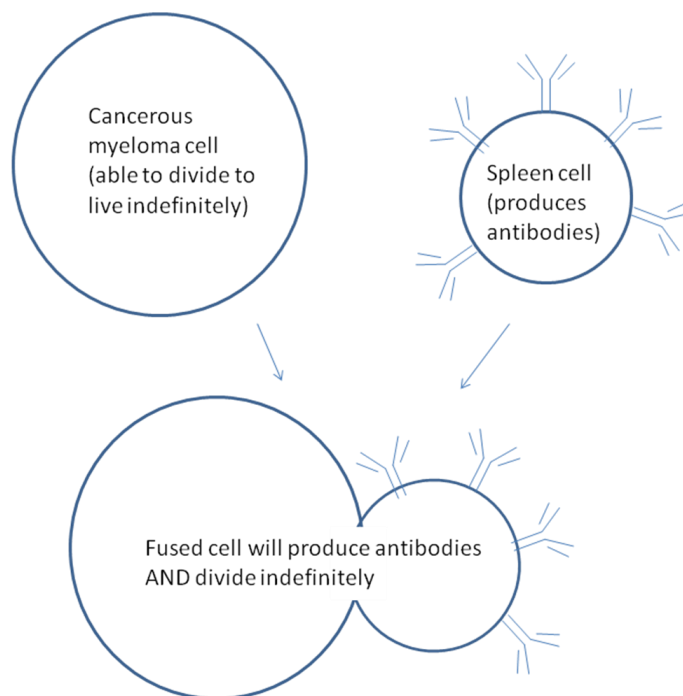 Cancerous
myeloma cell
(able to divide to
live indefinitely)
Spleen cell
(produces
antibodies)
Fused cell will produce antibodies
AND divide indefinitely